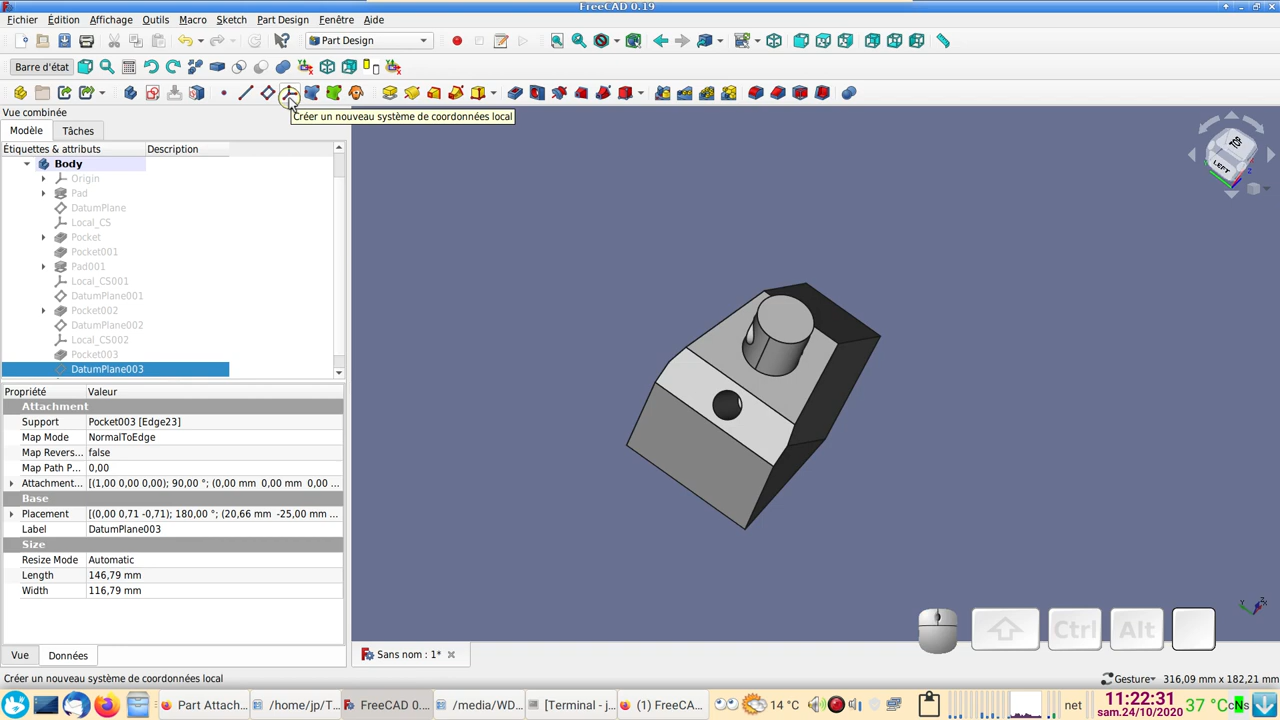 FreeCAD 0.19
Fichier Édition Affichage Outils Macro Sketch Part Design Fenêtre Aide
Part Design
Barre d'état
Créer un nouveau système de coordonnées local
Vue combinée
Modèle Tâches
Étiquettes & attributs Description
Body
Origin
Pad
DatumPlane
Local_CS
Pocket
Pocket001
Pad001
Local_CS001
DatumPlane001
Pocket002
DatumPlane002
Local_CS002
Pocket003
DatumPlane003
Propriété Valeur
Attachment
Support Pocket003 [Edge23]
Map Mode NormalToEdge
Map Revers... false
Map Path P... 0,00
Attachment... [(1,00 0,00 0,00); 90,00 °; (0,00 mm 0,00 mm 0,00 ...
Base
Placement [(0,00 0,71 -0,71); 180,00 °; (20,66 mm -25,00 mm ...
Label DatumPlane003
Size
Resize Mode Automatic
Length 146,79 mm
Width 116,79 mm
LEFT
Ctrl Alt
Vue Données
Sans nom : 1*
Créer un nouveau système de coordonnées local
Gesture 316,09 mm x 182,21 mm
Part Attach... /home/jp/T... FreeCAD 0.... /media/WD... [Terminal - j... (1) FreeCA...
14 °C
11:22:31
sam.24/10/2020
37 °C